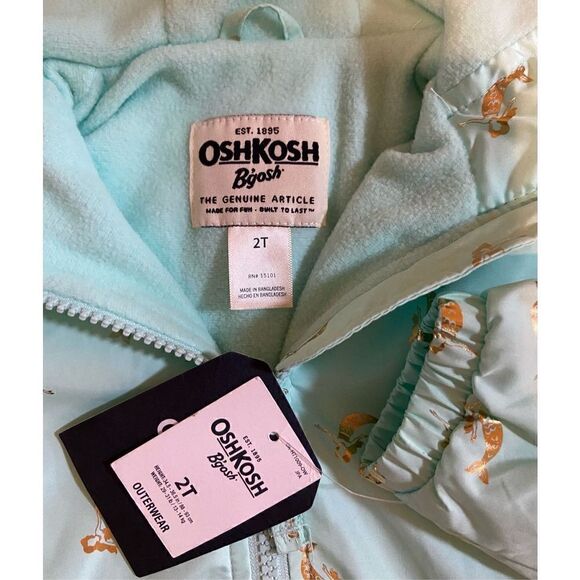 EST. 1895
OSHKOSH
B'gosh
THE GENUINE ARTICLE
MADE FOR FUN · BUILT TO LAST™
2T
RN# 15101
MADE IN BANGLADESH
HECHO EN BANGLADESH
EST. 1895
OSHKOSH
B'gosh
2T
OUTERWEAR